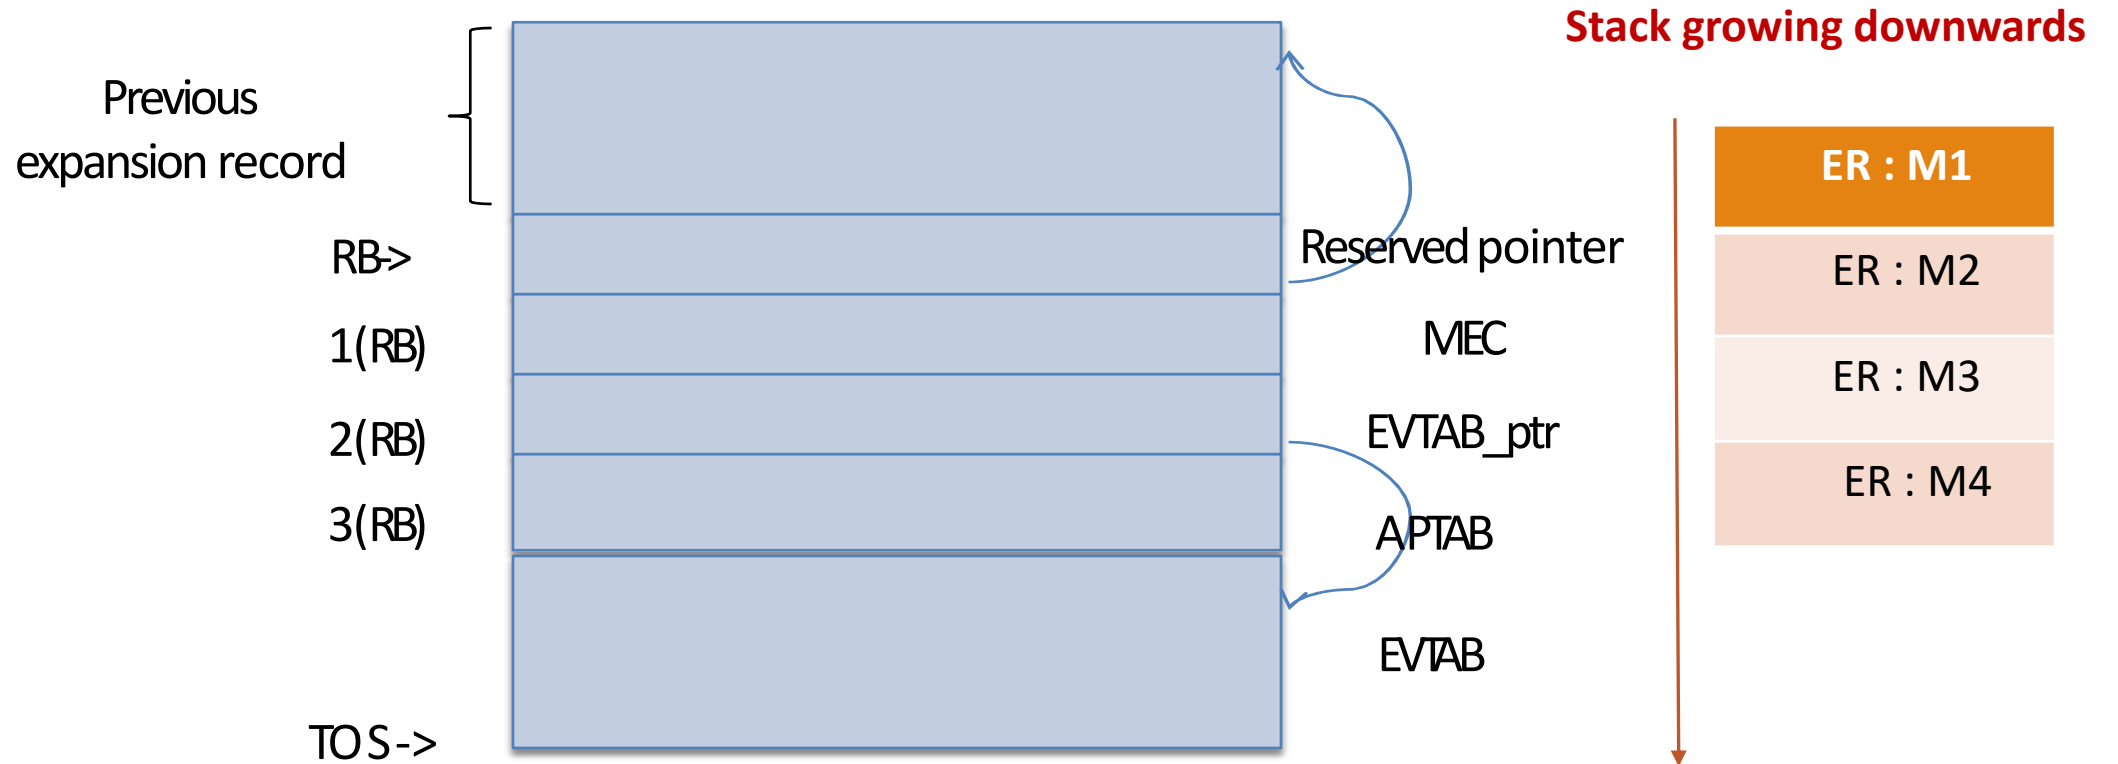 Stack growing downwards
Previous
expansion record
RB->
Reserved pointer
1(RB)
MEC
2(RB)
EVTAB_ptr
3(RB)
APTAB
EVTAB
TOS->
ER : M1
ER : M2
ER : M3
ER : M4